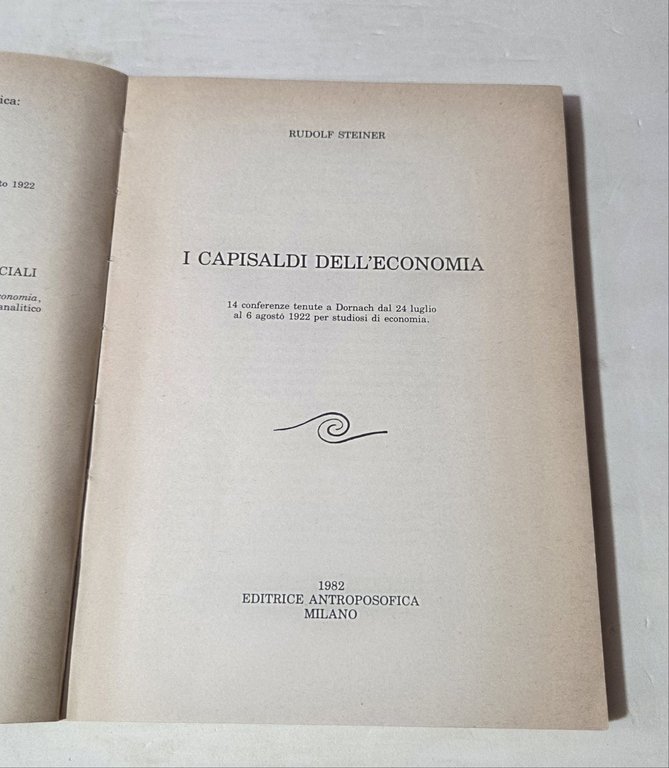 ica:
to 1922
CIALI
onomia,
analitico
RUDOLF STEINER
I CAPISALDI DELL'ECONOMIA
14 conferenze tenute a Dornach dal 24 luglio
al 6 agosto 1922 per studiosi di economia.
1982
EDITRICE ANTROPOSOFICA
MILANO